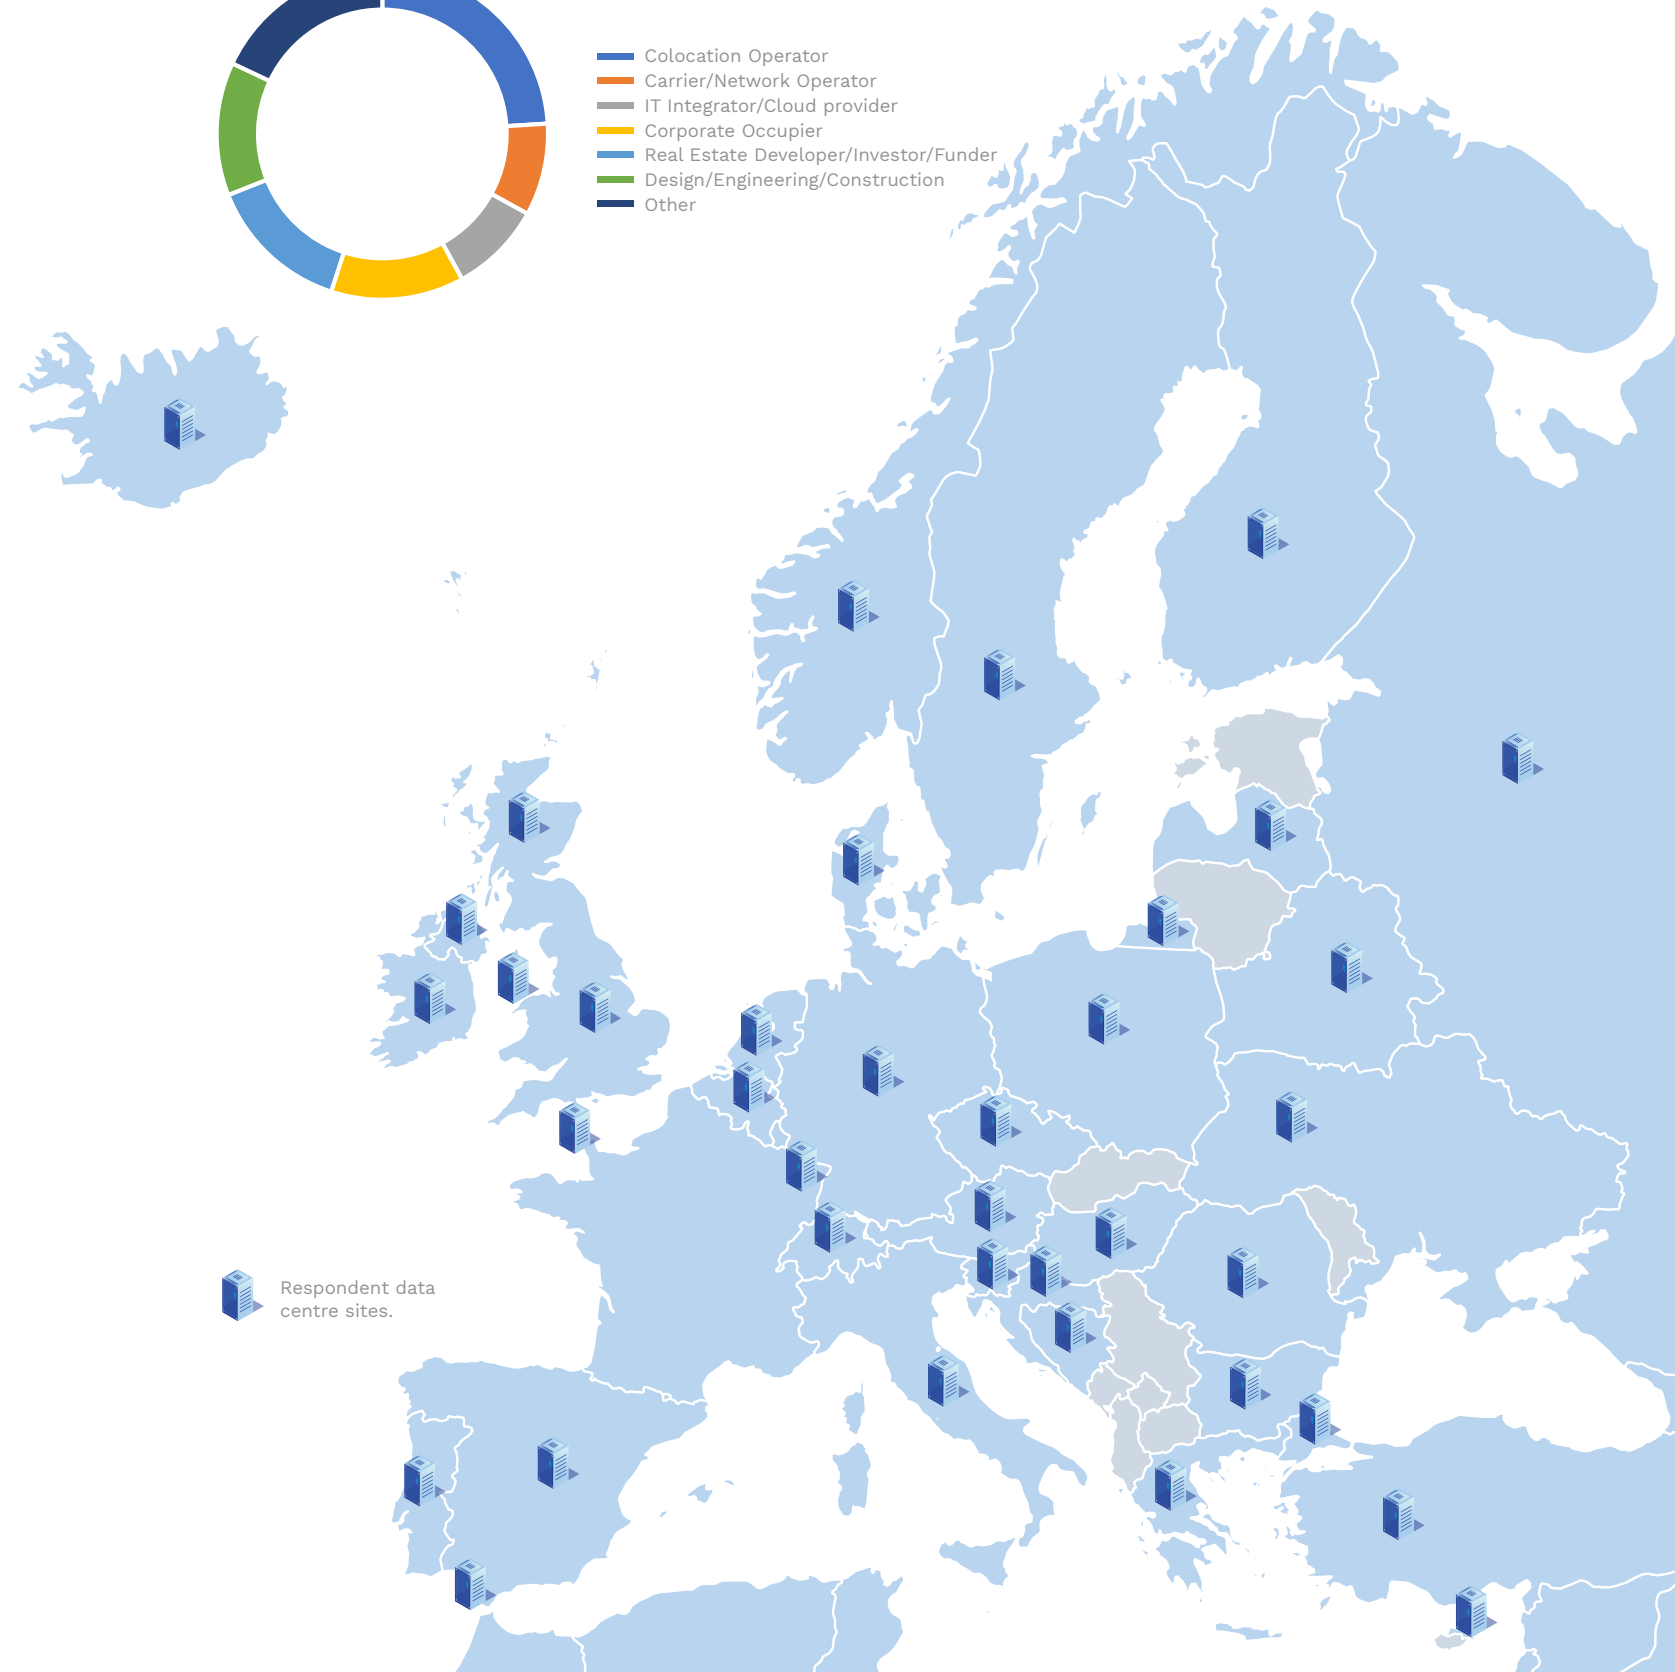 Colocation Operator
Carrier/Network Operator
IT Integrator/Cloud provider
Corporate Occupier
Real Estate Developer/Investor/Funder
Design/Engineering/Construction
Other
Respondent data
centre sites.